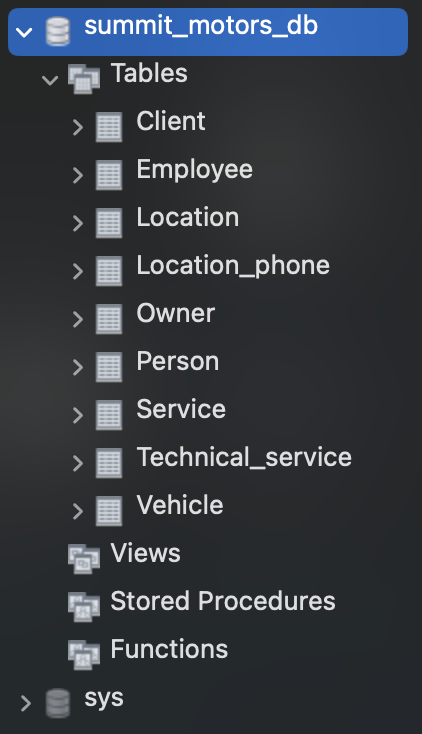 summit_motors_db
Tables
Client
Employee
Location
Location_phone
Owner
Person
Service
Technical_service
Vehicle
Views
Stored Procedures
Functions
sys